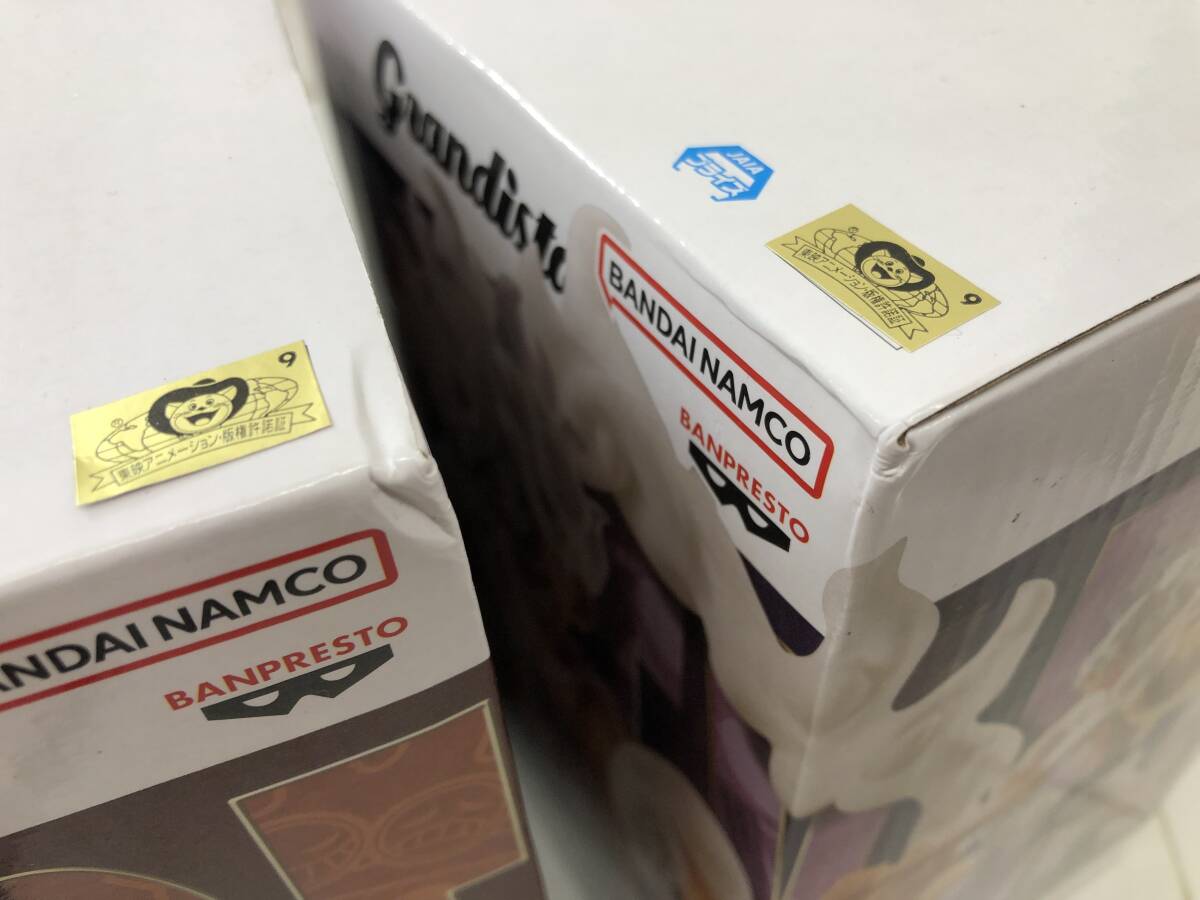 9
東映アニメーション・版権許諾証
ANDAI NAMCO
BANPRESTO
Grandista
JAIA
プライズ
9
東映アニメーション・版権許諾証
BANDAI NAMCO
BANPRESTO